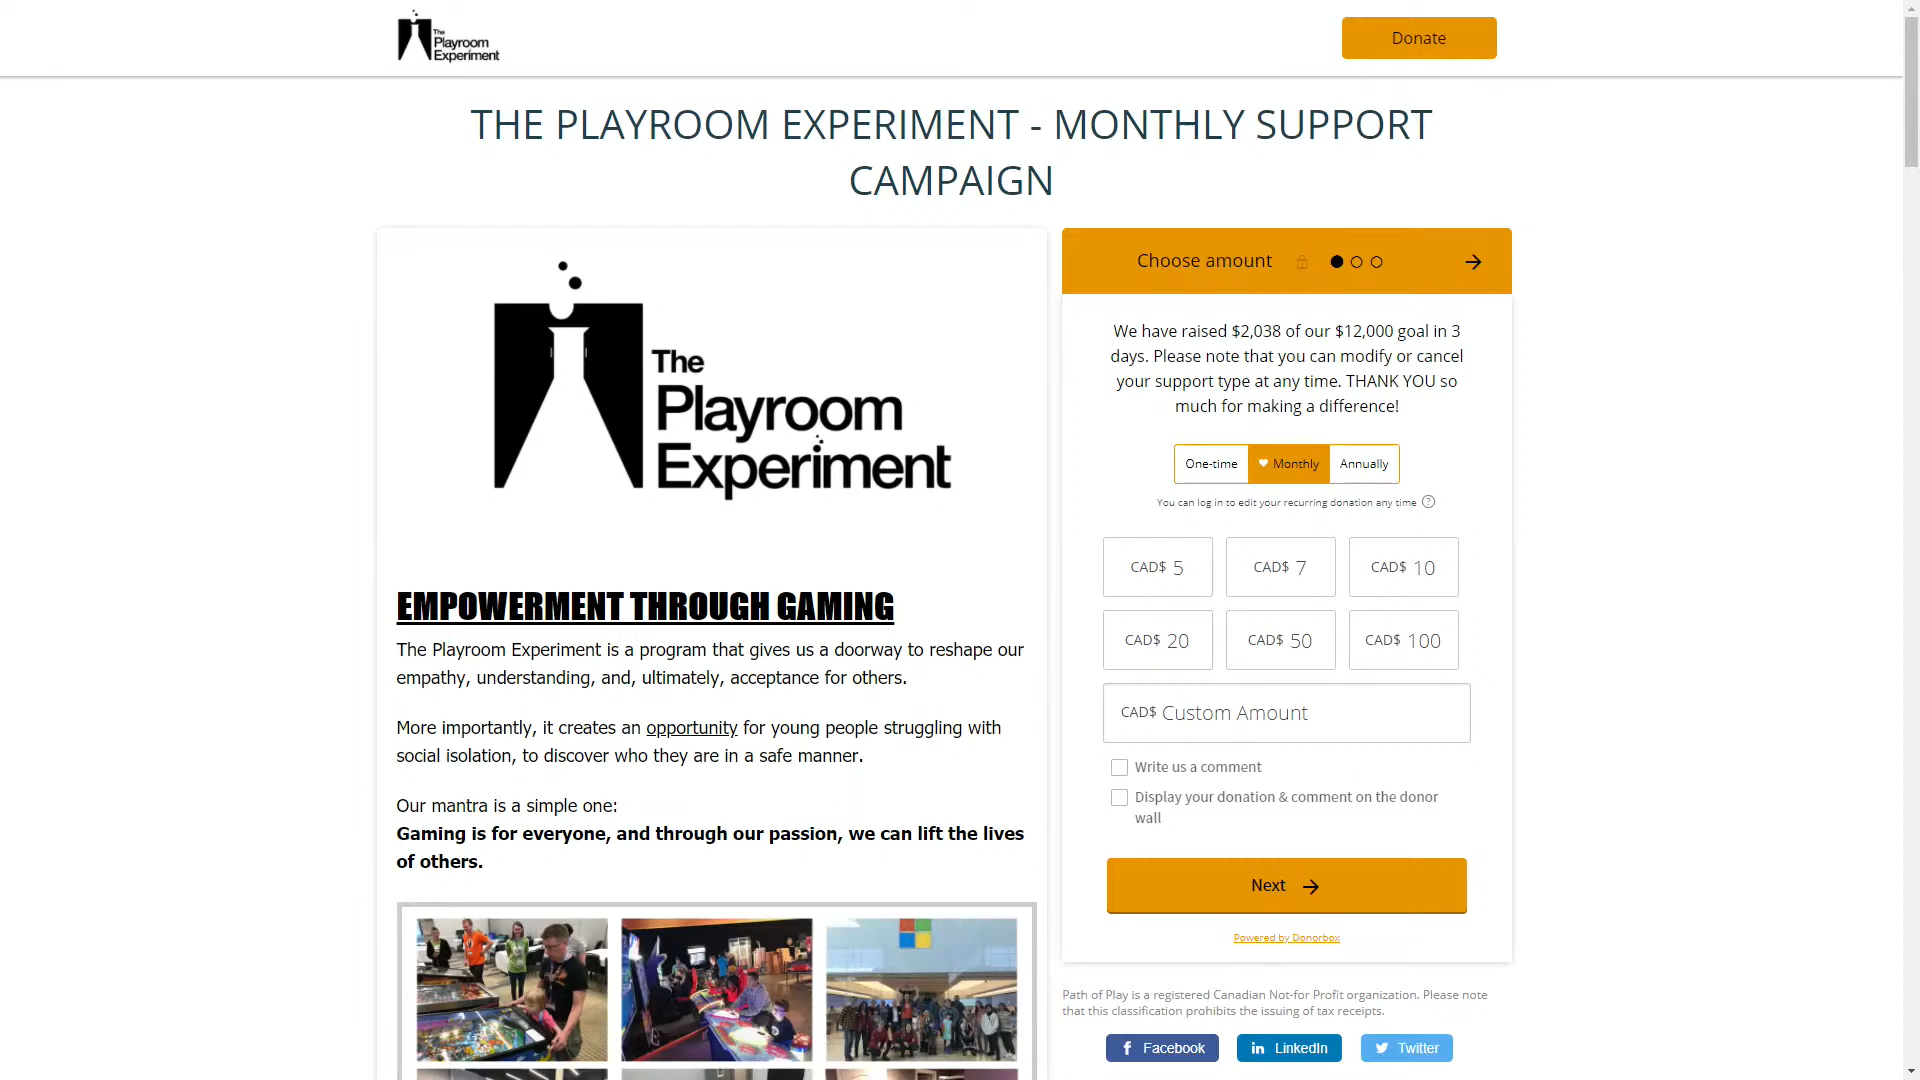 The
Playroom
Experiment
Donate
THE PLAYROOM EXPERIMENT - MONTHLY SUPPORT
CAMPAIGN
The
Playroom
Experiment
EMPOWERMENT THROUGH GAMING
The Playroom Experiment is a program that gives us a doorway to reshape our
empathy, understanding, and, ultimately, acceptance for others.
More importantly, it creates an opportunity for young people struggling with
social isolation, to discover who they are in a safe manner.
Our mantra is a simple one:
Gaming is for everyone, and through our passion, we can lift the lives
of others.
Choose amount
We have raised $2,038 of our $12,000 goal in 3
days. Please note that you can modify or cancel
your support type at any time. THANK YOU so
much for making a difference!
One-time Monthly Annually
You can log in to edit your recurring donation any time ?
CAD$ 5 CAD$ 7 CAD$ 10
CAD$ 20 CAD$ 50 CAD$ 100
CAD$ Custom Amount
Write us a comment
Display your donation & comment on the donor
wall
Next
Powered by Donorbox
Path of Play is a registered Canadian Not-for Profit organization. Please note
that this classification prohibits the issuing of tax receipts.
Facebook LinkedIn Twitter